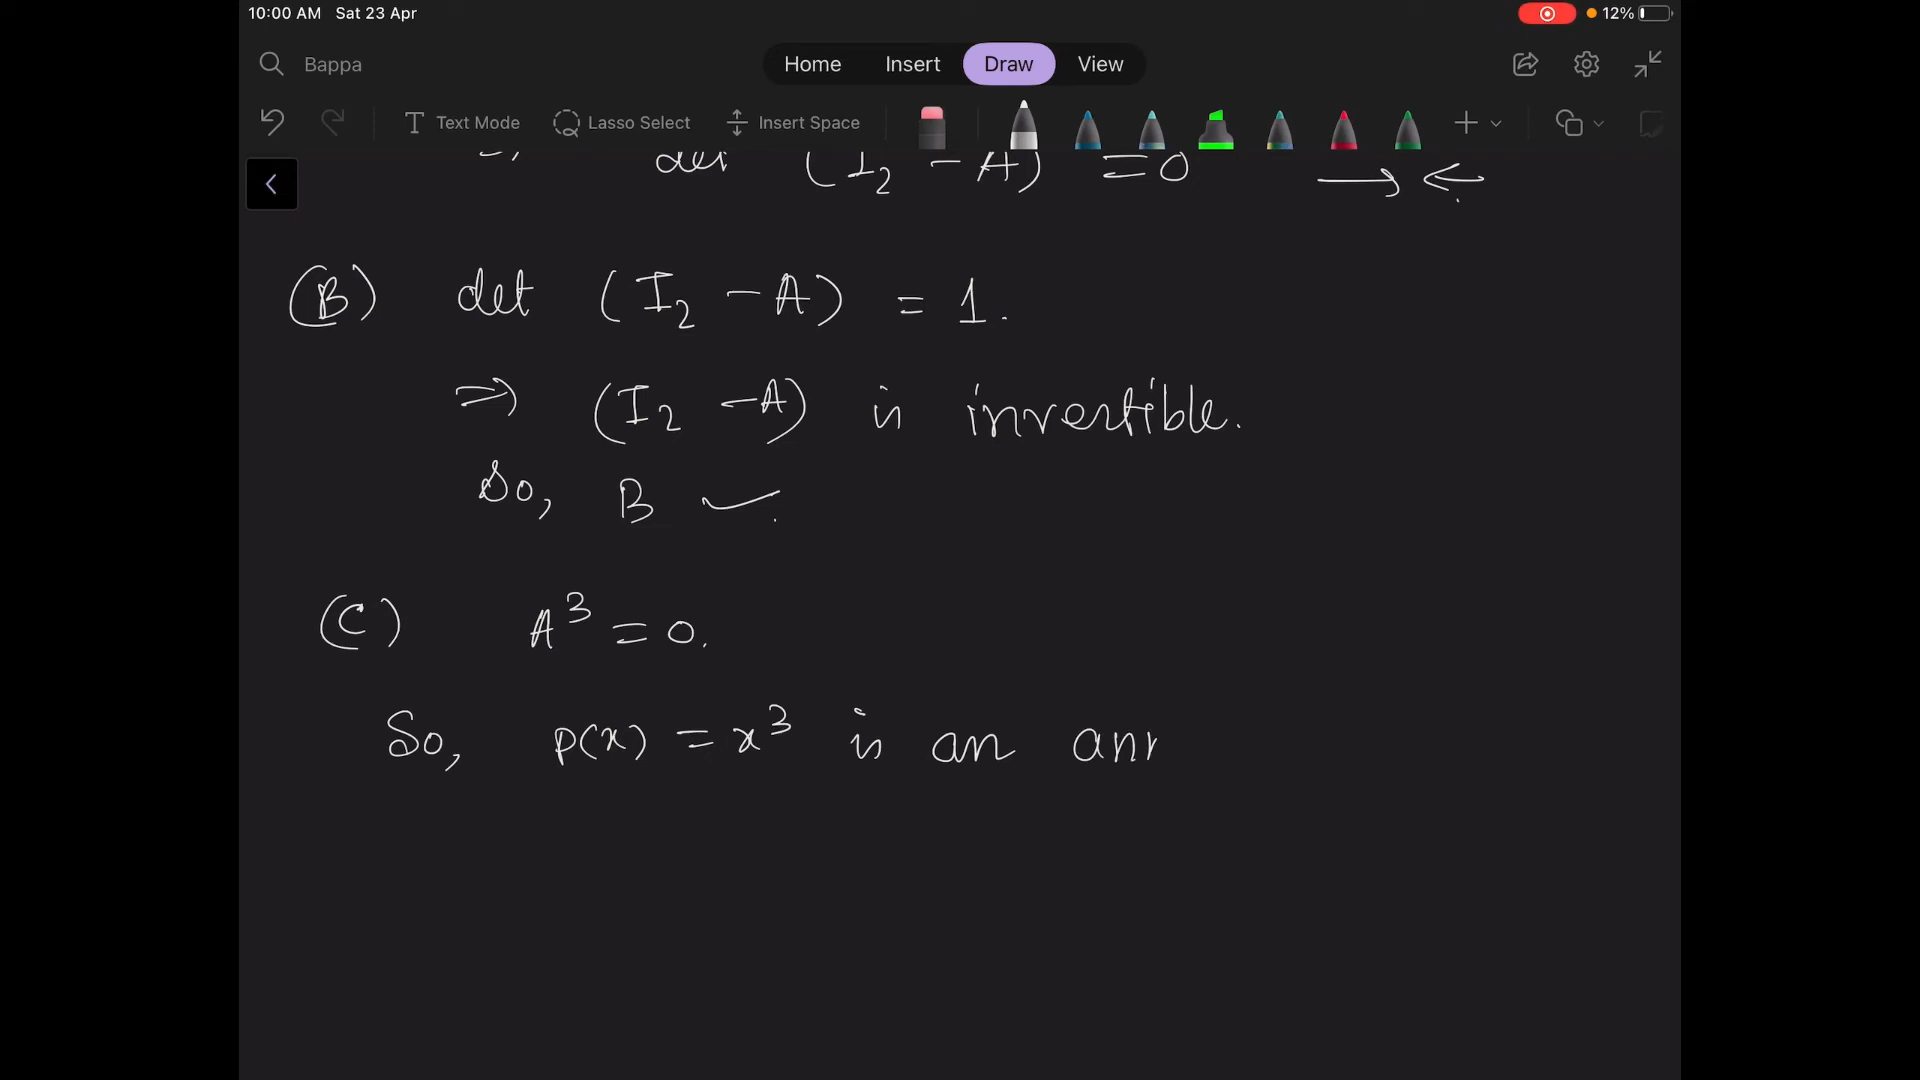 10:00 AM Sat 23 Apr 12%
Bappa Home Insert Draw View
Text Mode Lasso Select Insert Space
det (I₂ - A) = 0 → ←
(B) det (I₂ - A) = 1.
⇒ (I₂ - A) is invertible.
So, B ✓.
(C) A³ = 0.
So, p(x) = x³ is an